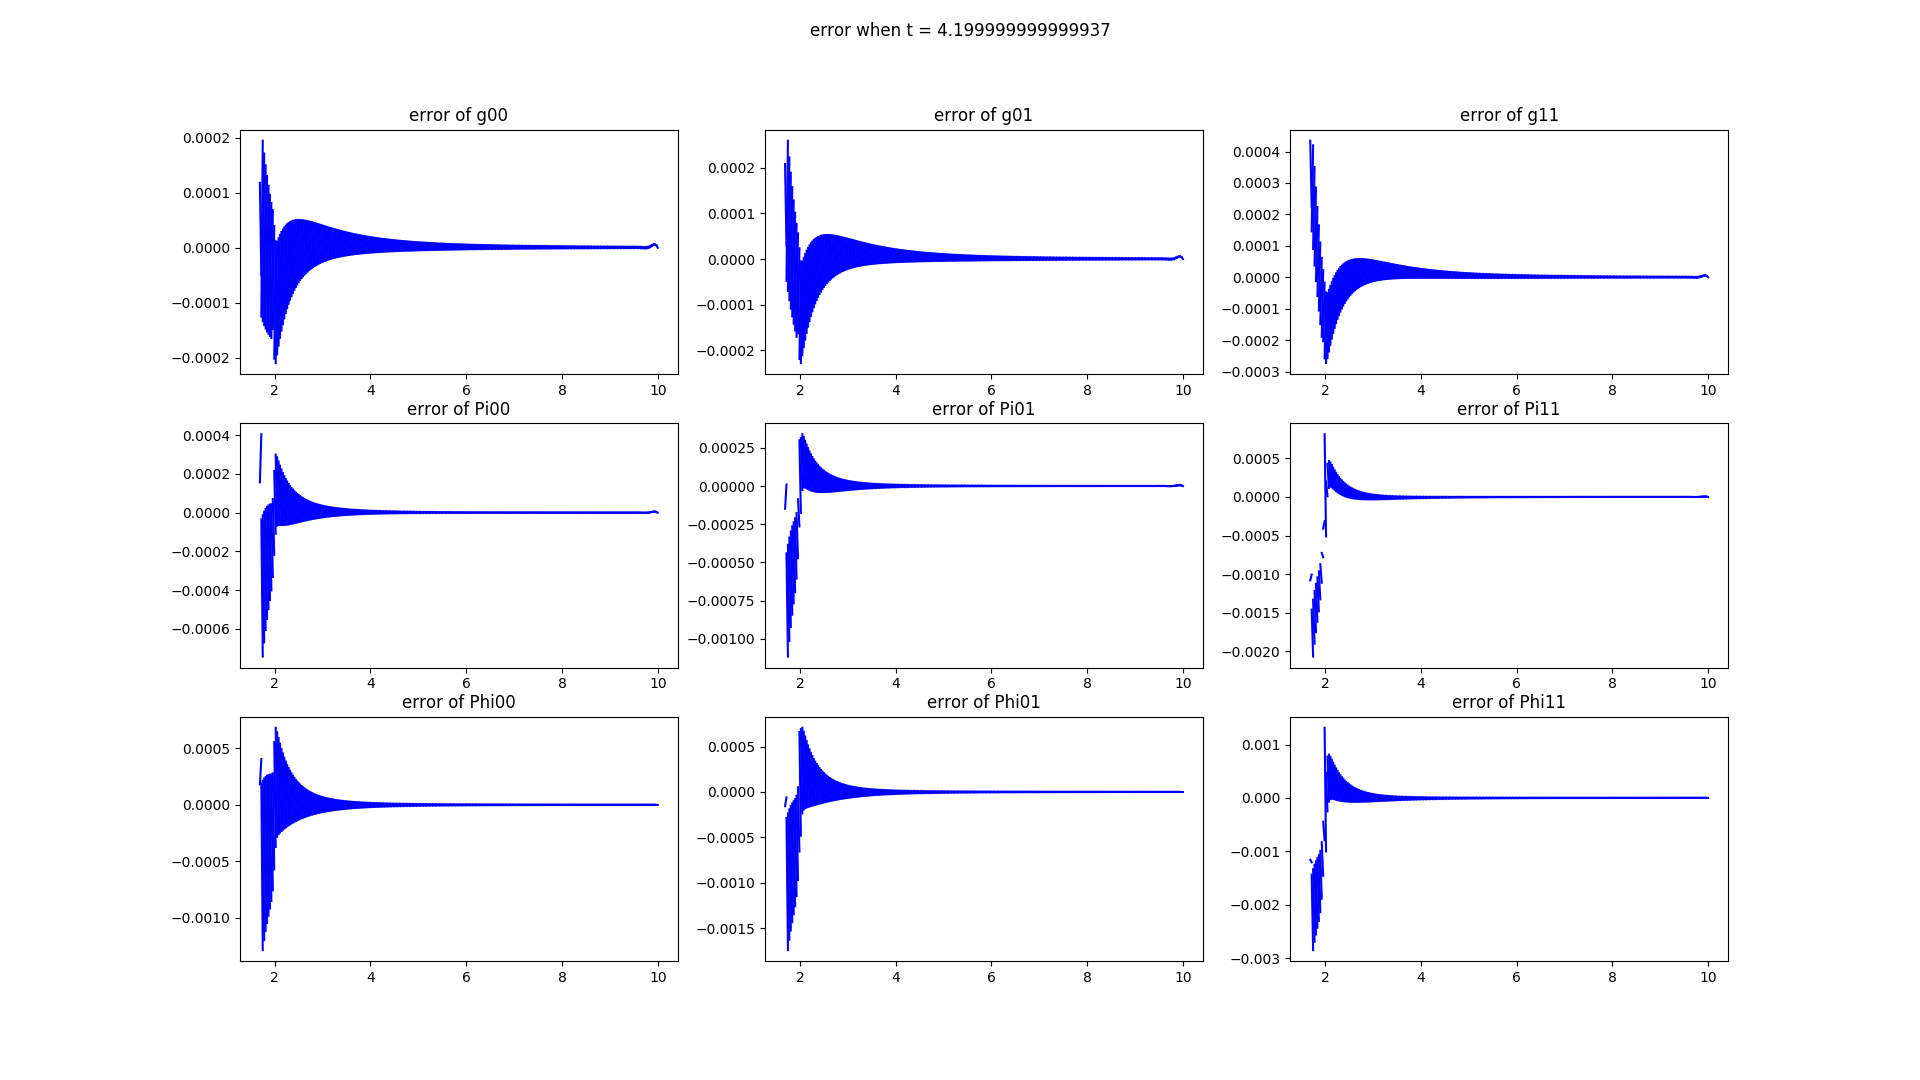 error when t = 4.199999999999937
error of g00
error of g01
error of g11
0.0002
0.0001
0.0000
−0.0001
−0.0002
2 4 6 8 10
0.0002
0.0001
0.0000
−0.0001
−0.0002
2 4 6 8 10
0.0004
0.0003
0.0002
0.0001
0.0000
−0.0001
−0.0002
−0.0003
2 4 6 8 10
error of Pi00
error of Pi01
error of Pi11
0.0004
0.0002
0.0000
−0.0002
−0.0004
−0.0006
2 4 6 8 10
0.00025
0.00000
−0.00025
−0.00050
−0.00075
−0.00100
2 4 6 8 10
0.0005
0.0000
−0.0005
−0.0010
−0.0015
−0.0020
2 4 6 8 10
error of Phi00
error of Phi01
error of Phi11
0.0005
0.0000
−0.0005
−0.0010
2 4 6 8 10
0.0005
0.0000
−0.0005
−0.0010
−0.0015
2 4 6 8 10
0.001
0.000
−0.001
−0.002
−0.003
2 4 6 8 10